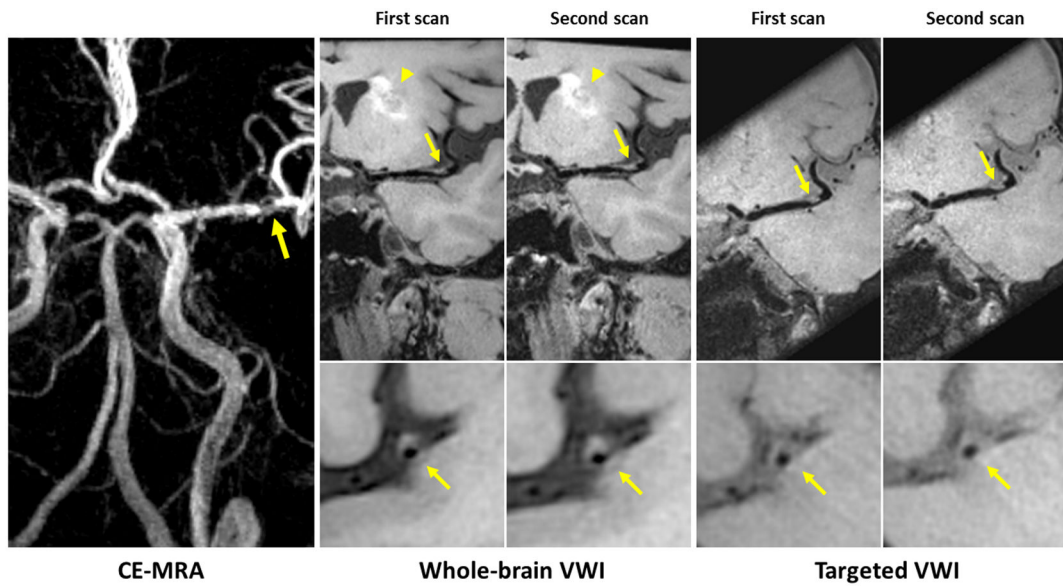 First scan
Second scan
First scan
Second scan
CE-MRA
Whole-brain VWI
Targeted VWI